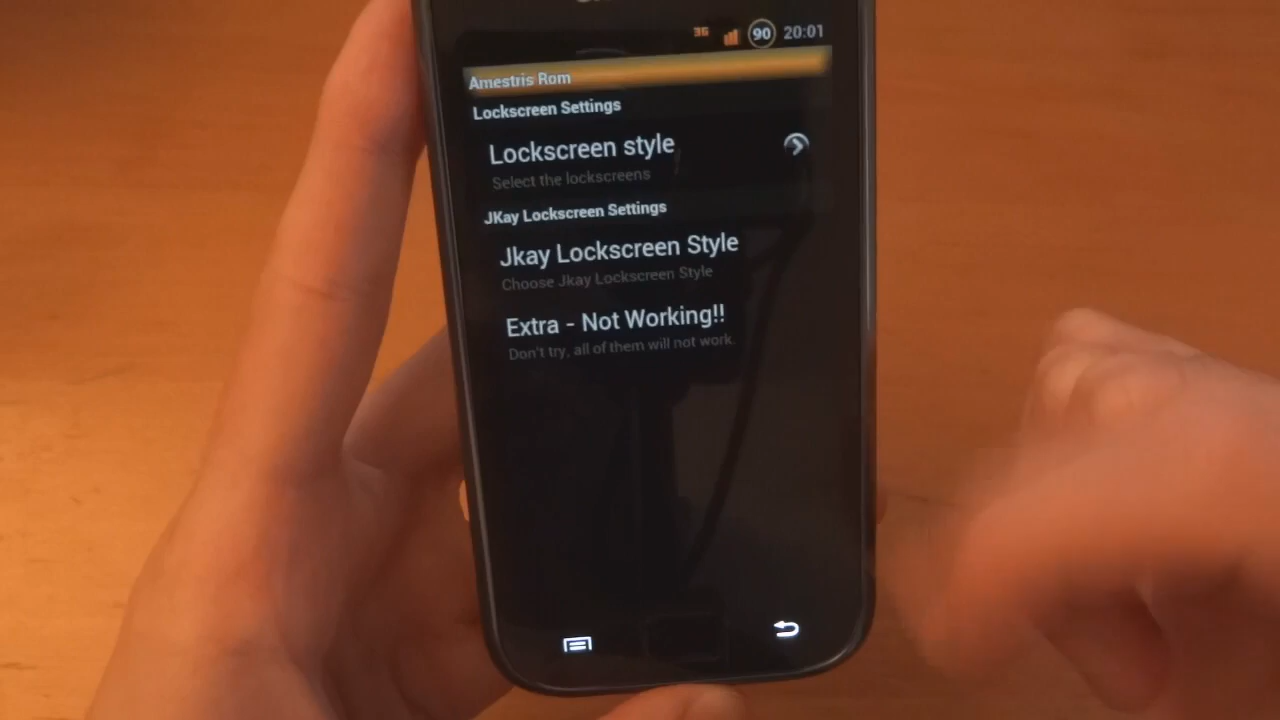 3G 90 20:01
Amestris Rom
Lockscreen Settings
Lockscreen style
Select the lockscreens
JKay Lockscreen Settings
Jkay Lockscreen Style
Choose Jkay Lockscreen Style
Extra - Not Working!!
Don't try, all of them will not work.